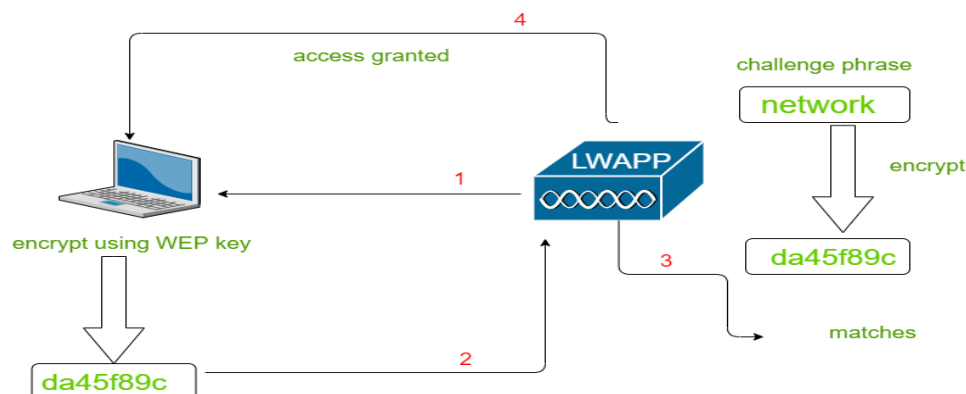 4
access granted
challenge phrase
network
LWAPP
encrypt
1
encrypt using WEP key
da45f89c
3
matches
2
da45f89c